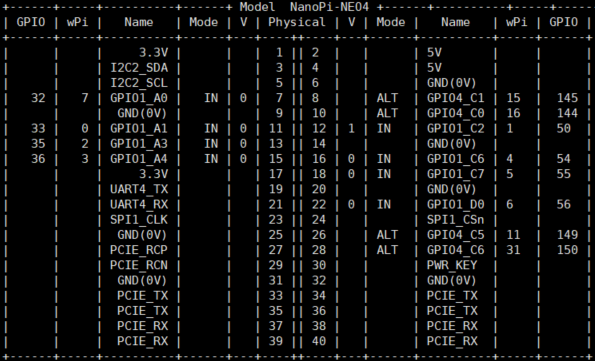 +------+-----+----------+------+ Model  NanoPi-NEO4 +------+----------+-----+------+
| GPIO | wPi |   Name   | Mode | V | Physical | V | Mode |   Name   | wPi | GPIO |
+------+-----+----------+------+---+----++----+---+------+----------+-----+------+
|      |     |     3.3V |      |   |  1 || 2  |   |      | 5V       |     |      |
|      |     | I2C2_SDA |      |   |  3 || 4  |   |      | 5V       |     |      |
|      |     | I2C2_SCL |      |   |  5 || 6  |   |      | GND(0V)  |     |      |
|   32 |   7 | GPIO1_A0 |   IN | 0 |  7 || 8  |   | ALT  | GPIO4_C1 | 15  |  145 |
|      |     |  GND(0V) |      |   |  9 || 10 |   | ALT  | GPIO4_C0 | 16  |  144 |
|   33 |   0 | GPIO1_A1 |   IN | 0 | 11 || 12 | 1 | IN   | GPIO1_C2 | 1   |  50  |
|   35 |   2 | GPIO1_A3 |   IN | 0 | 13 || 14 |   |      | GND(0V)  |     |      |
|   36 |   3 | GPIO1_A4 |   IN | 0 | 15 || 16 | 0 | IN   | GPIO1_C6 | 4   |  54  |
|      |     |     3.3V |      |   | 17 || 18 | 0 | IN   | GPIO1_C7 | 5   |  55  |
|      |     | UART4_TX |      |   | 19 || 20 |   |      | GND(0V)  |     |      |
|      |     | UART4_RX |      |   | 21 || 22 | 0 | IN   | GPIO1_D0 | 6   |  56  |
|      |     | SPI1_CLK |      |   | 23 || 24 |   |      | SPI1_CSn |     |      |
|      |     |  GND(0V) |      |   | 25 || 26 |   | ALT  | GPIO4_C5 | 11  |  149 |
|      |     | PCIE_RCP |      |   | 27 || 28 |   | ALT  | GPIO4_C6 | 31  |  150 |
|      |     | PCIE_RCN |      |   | 29 || 30 |   |      | PWR_KEY  |     |      |
|      |     |  GND(0V) |      |   | 31 || 32 |   |      | GND(0V)  |     |      |
|      |     |  PCIE_TX |      |   | 33 || 34 |   |      | PCIE_TX  |     |      |
|      |     |  PCIE_TX |      |   | 35 || 36 |   |      | PCIE_TX  |     |      |
|      |     |  PCIE_RX |      |   | 37 || 38 |   |      | PCIE_RX  |     |      |
|      |     |  PCIE_RX |      |   | 39 || 40 |   |      | PCIE_RX  |     |      |
+------+-----+----------+------+---+----++----+---+------+----------+-----+------+